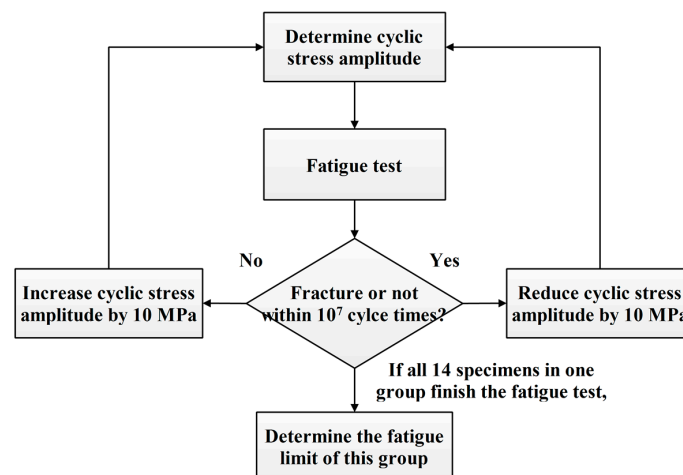 Determine cyclic
stress amplitude
Fatigue test
No
Yes
Increase cyclic stress
amplitude by 10 MPa
Fracture or not
within 10⁷ cylce times?
Reduce cyclic stress
amplitude by 10 MPa
If all 14 specimens in one
group finish the fatigue test,
Determine the fatigue
limit of this group